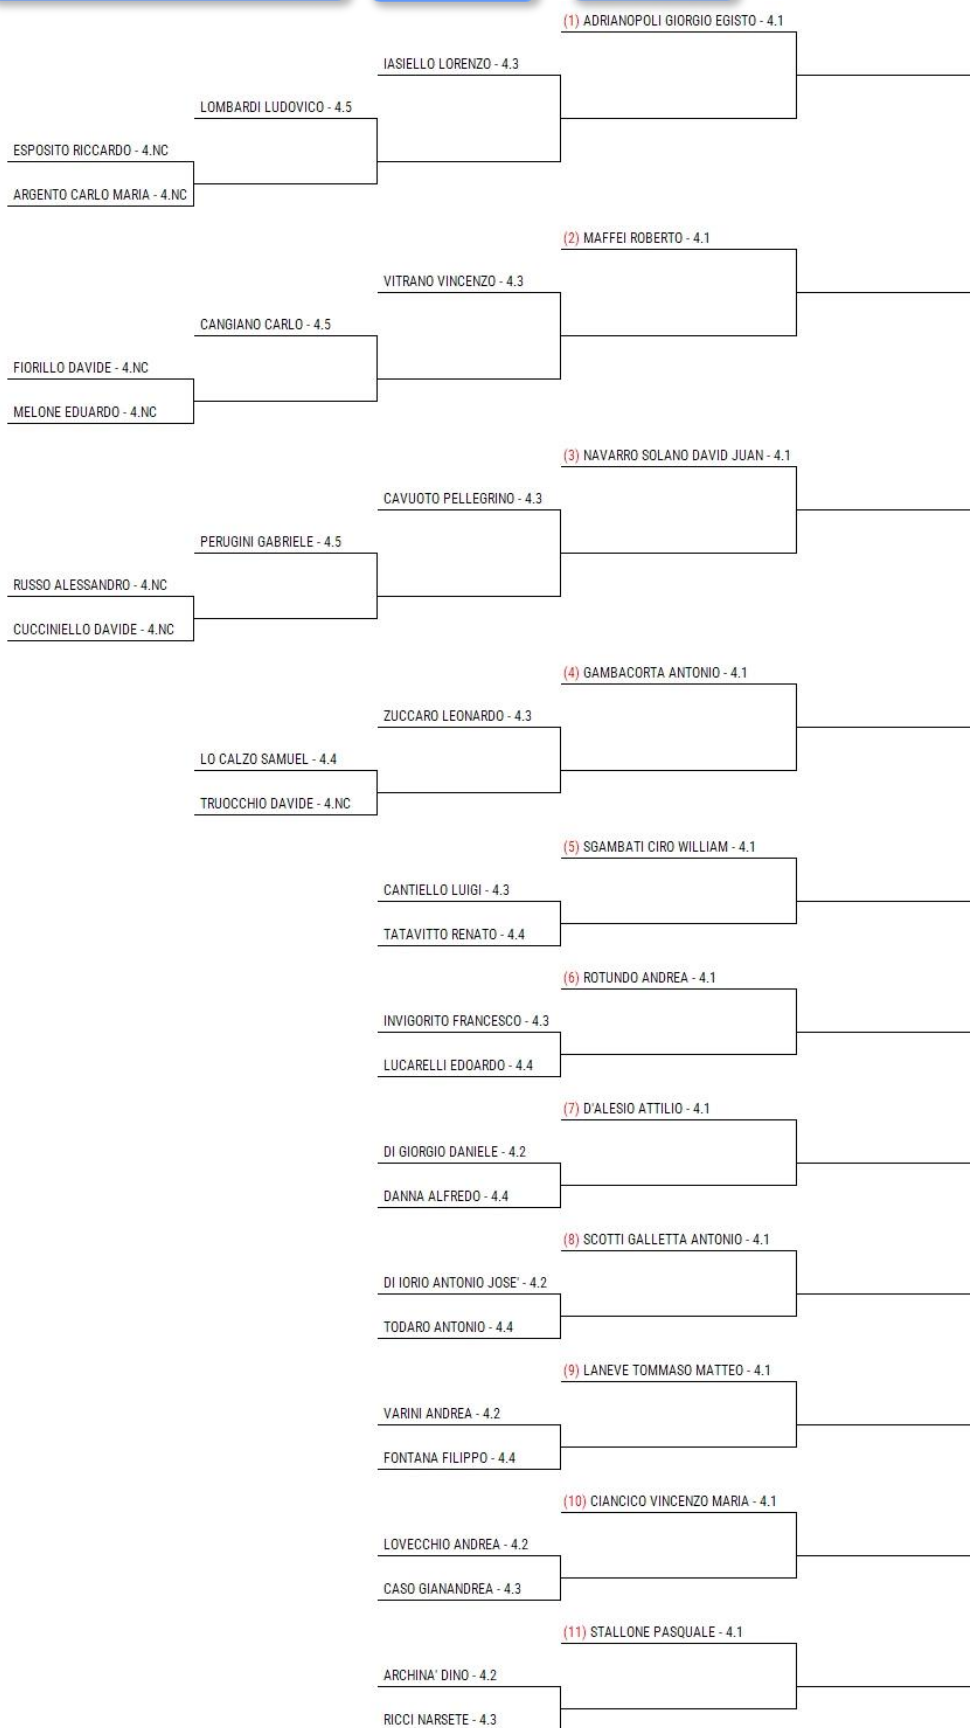 (1) ADRIANOPOLI GIORGIO EGISTO - 4.1
IASIELLO LORENZO - 4.3
LOMBARDI LUDOVICO - 4.5
ESPOSITO RICCARDO - 4.NC
ARGENTO CARLO MARIA - 4.NC
(2) MAFFEI ROBERTO - 4.1
VITRANO VINCENZO - 4.3
CANGIANO CARLO - 4.5
FIORILLO DAVIDE - 4.NC
MELONE EDUARDO - 4.NC
(3) NAVARRO SOLANO DAVID JUAN - 4.1
CAVUOTO PELLEGRINO - 4.3
PERUGINI GABRIELE - 4.5
RUSSO ALESSANDRO - 4.NC
CUCCINIELLO DAVIDE - 4.NC
(4) GAMBACORTA ANTONIO - 4.1
ZUCCARO LEONARDO - 4.3
LO CALZO SAMUEL - 4.4
TRUOCCHIO DAVIDE - 4.NC
(5) SGAMBATI CIRO WILLIAM - 4.1
CANTIELLO LUIGI - 4.3
TATAVITTO RENATO - 4.4
(6) ROTUNDO ANDREA - 4.1
INVIGORITO FRANCESCO - 4.3
LUCARELLI EDOARDO - 4.4
(7) D'ALESIO ATTILIO - 4.1
DI GIORGIO DANIELE - 4.2
DANNA ALFREDO - 4.4
(8) SCOTTI GALLETTA ANTONIO - 4.1
DI IORIO ANTONIO JOSE' - 4.2
TODARO ANTONIO - 4.4
(9) LANEVE TOMMASO MATTEO - 4.1
VARINI ANDREA - 4.2
FONTANA FILIPPO - 4.4
(10) CIANCICO VINCENZO MARIA - 4.1
LOVECCHIO ANDREA - 4.2
CASO GIANANDREA - 4.3
(11) STALLONE PASQUALE - 4.1
ARCHINA' DINO - 4.2
RICCI NARSETE - 4.3